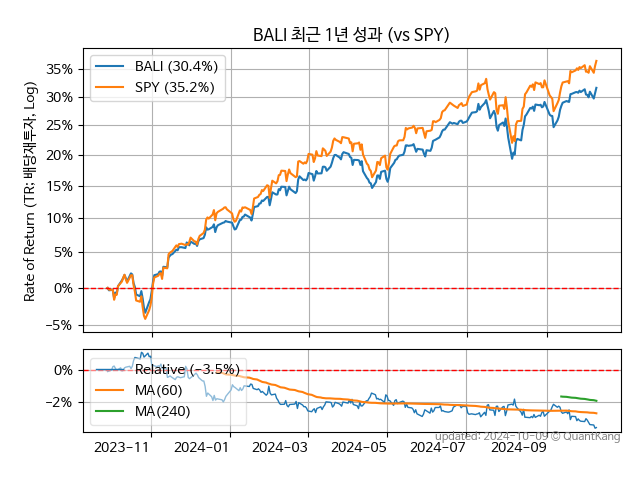 BALI 최근 1년 성과 (vs SPY)
Rate of Return (TR: 배당재투자, Log)
35%
30%
25%
20%
15%
10%
5%
0%
−5%
BALI (30.4%)
SPY (35.2%)
0%
−2%
Relative (−3.5%)
MA(60)
MA(240)
2023-11
2024-01
2024-03
2024-05
2024-07
2024-09
updated: 2024-10-09 © QuantKang